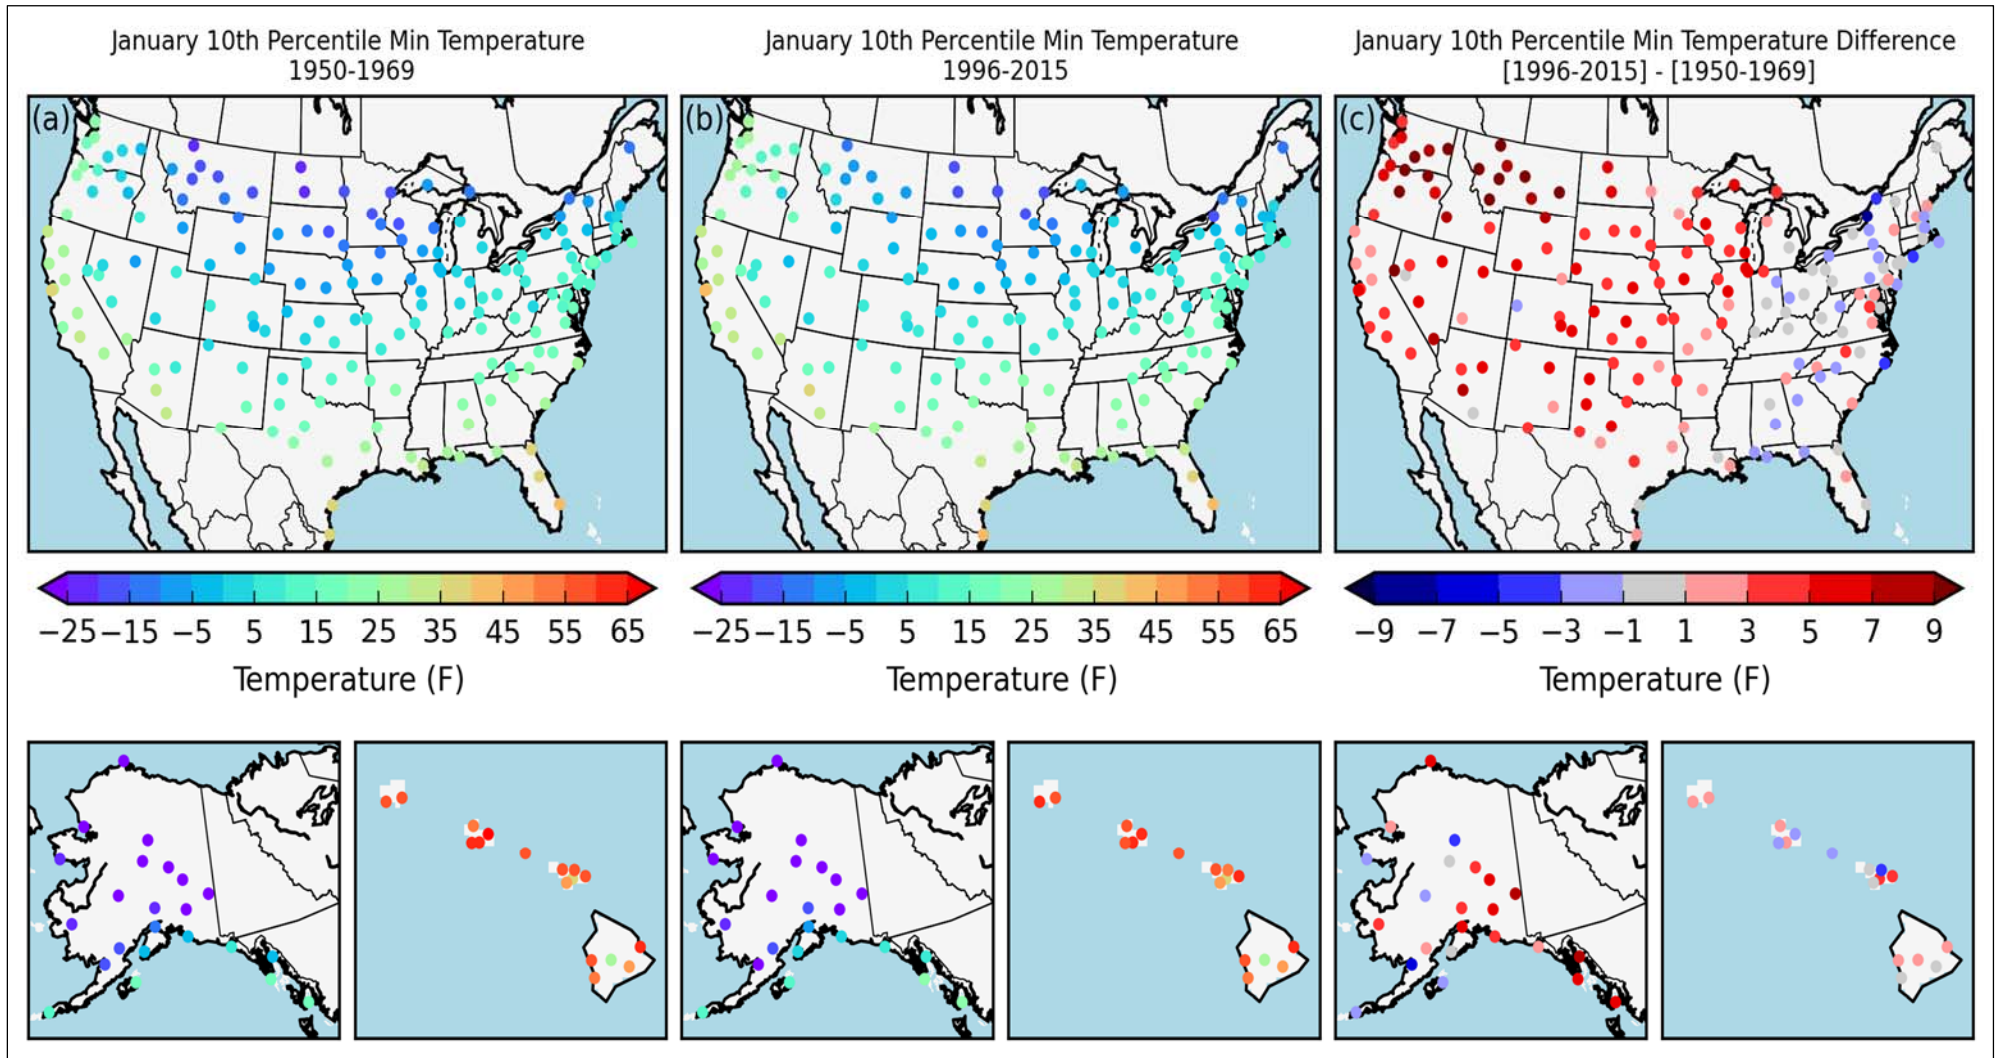 January 10th Percentile Min Temperature
1950-1969
January 10th Percentile Min Temperature
1996-2015
January 10th Percentile Min Temperature Difference
[1996-2015] - [1950-1969]
(a)
(b)
(c)
−25 −15 −5 5 15 25 35 45 55 65
−25 −15 −5 5 15 25 35 45 55 65
−9 −7 −5 −3 −1 1 3 5 7 9
Temperature (F)
Temperature (F)
Temperature (F)